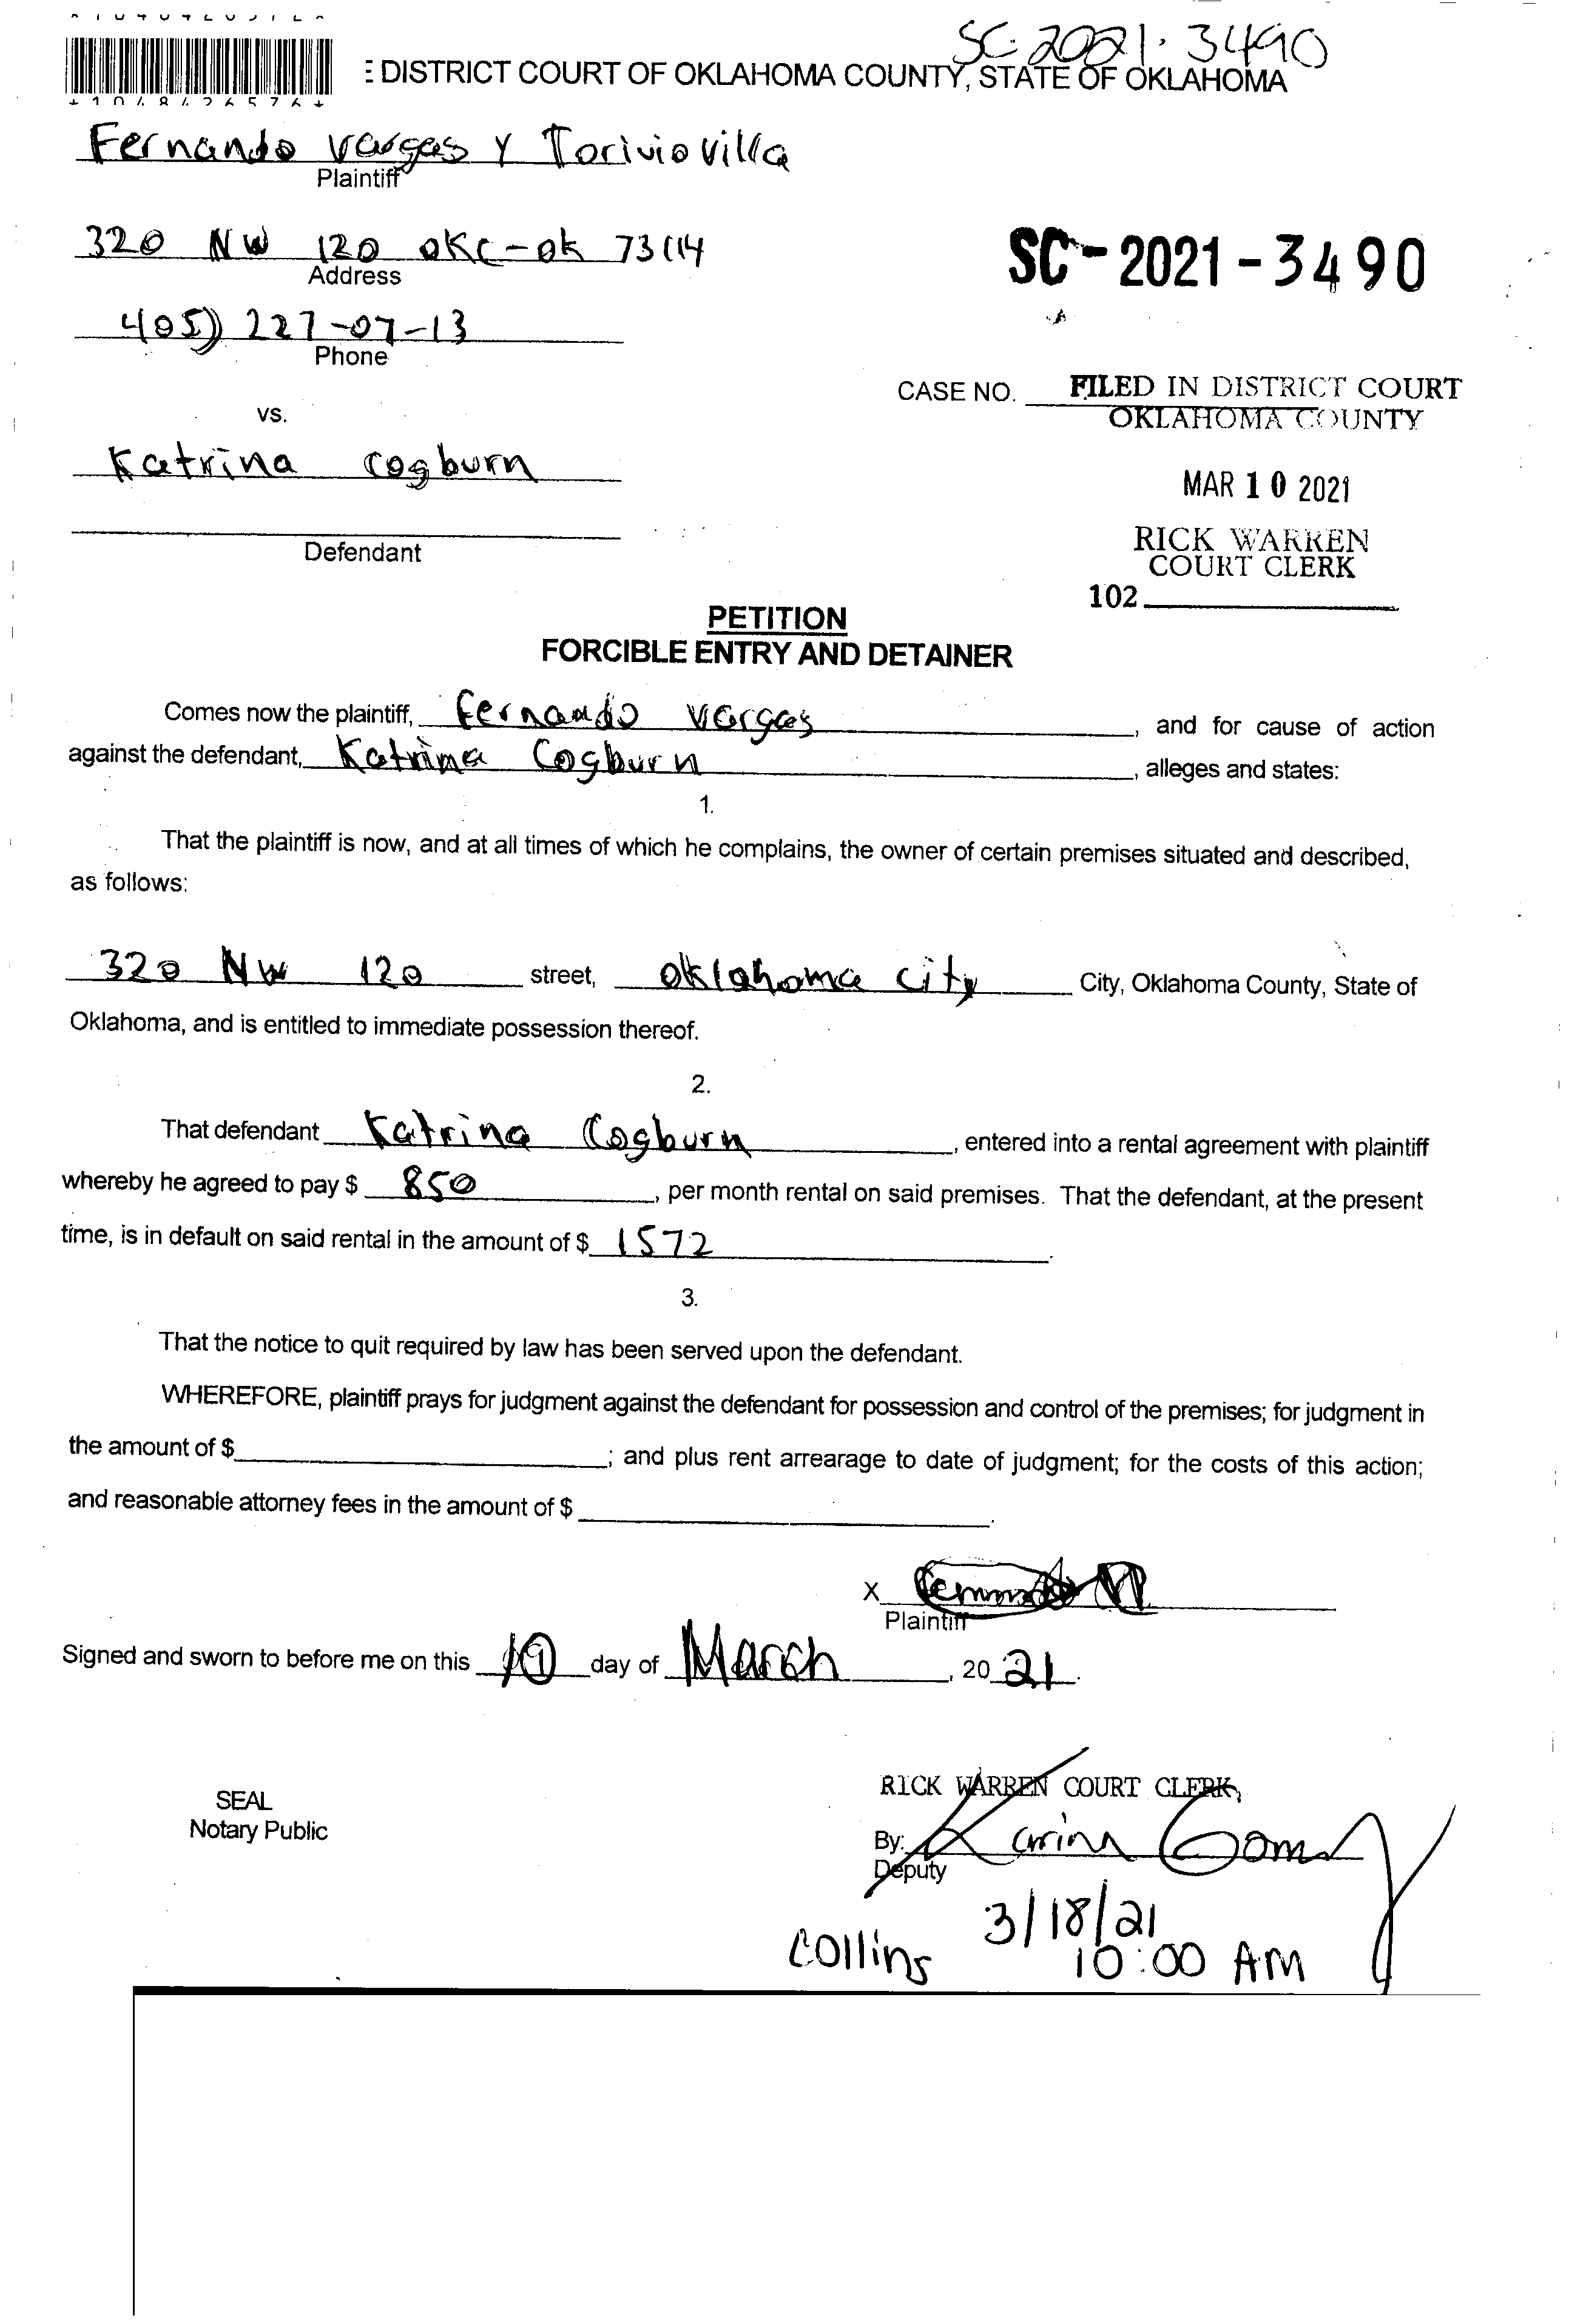 SC-2021-3490
E DISTRICT COURT OF OKLAHOMA COUNTY, STATE OF OKLAHOMA
Fernando vargas y Torivio villa
Plaintiff
320 NW 120 OKC-OK 73114
Address
405) 227-07-13
Phone
SC-2021-3490
CASE NO. FILED IN DISTRICT COURT
OKLAHOMA COUNTY
vs.
Katrina Cogburn
MAR 10 2021
Defendant
RICK WARREN
COURT CLERK
102
PETITION
FORCIBLE ENTRY AND DETAINER
Comes now the plaintiff, Fernando Vargas, and for cause of action
against the defendant, Katrina Cogburn, alleges and states:
1.
That the plaintiff is now, and at all times of which he complains, the owner of certain premises situated and described,
as follows:
320 NW 120 street, Oklahoma City City, Oklahoma County, State of
Oklahoma, and is entitled to immediate possession thereof.
2.
That defendant Katrina Cogburn, entered into a rental agreement with plaintiff
whereby he agreed to pay $ 850, per month rental on said premises. That the defendant, at the present
time, is in default on said rental in the amount of $ 1572.
3.
That the notice to quit required by law has been served upon the defendant.
WHEREFORE, plaintiff prays for judgment against the defendant for possession and control of the premises; for judgment in
the amount of $; and plus rent arrearage to date of judgment; for the costs of this action;
and reasonable attorney fees in the amount of $.
X
Plaintiff
Signed and sworn to before me on this 10 day of March, 20 21.
SEAL
Notary Public
RICK WARREN COURT CLERK,
By: Karina Gomez
Deputy
3/18/21
Collins 10:00 AM